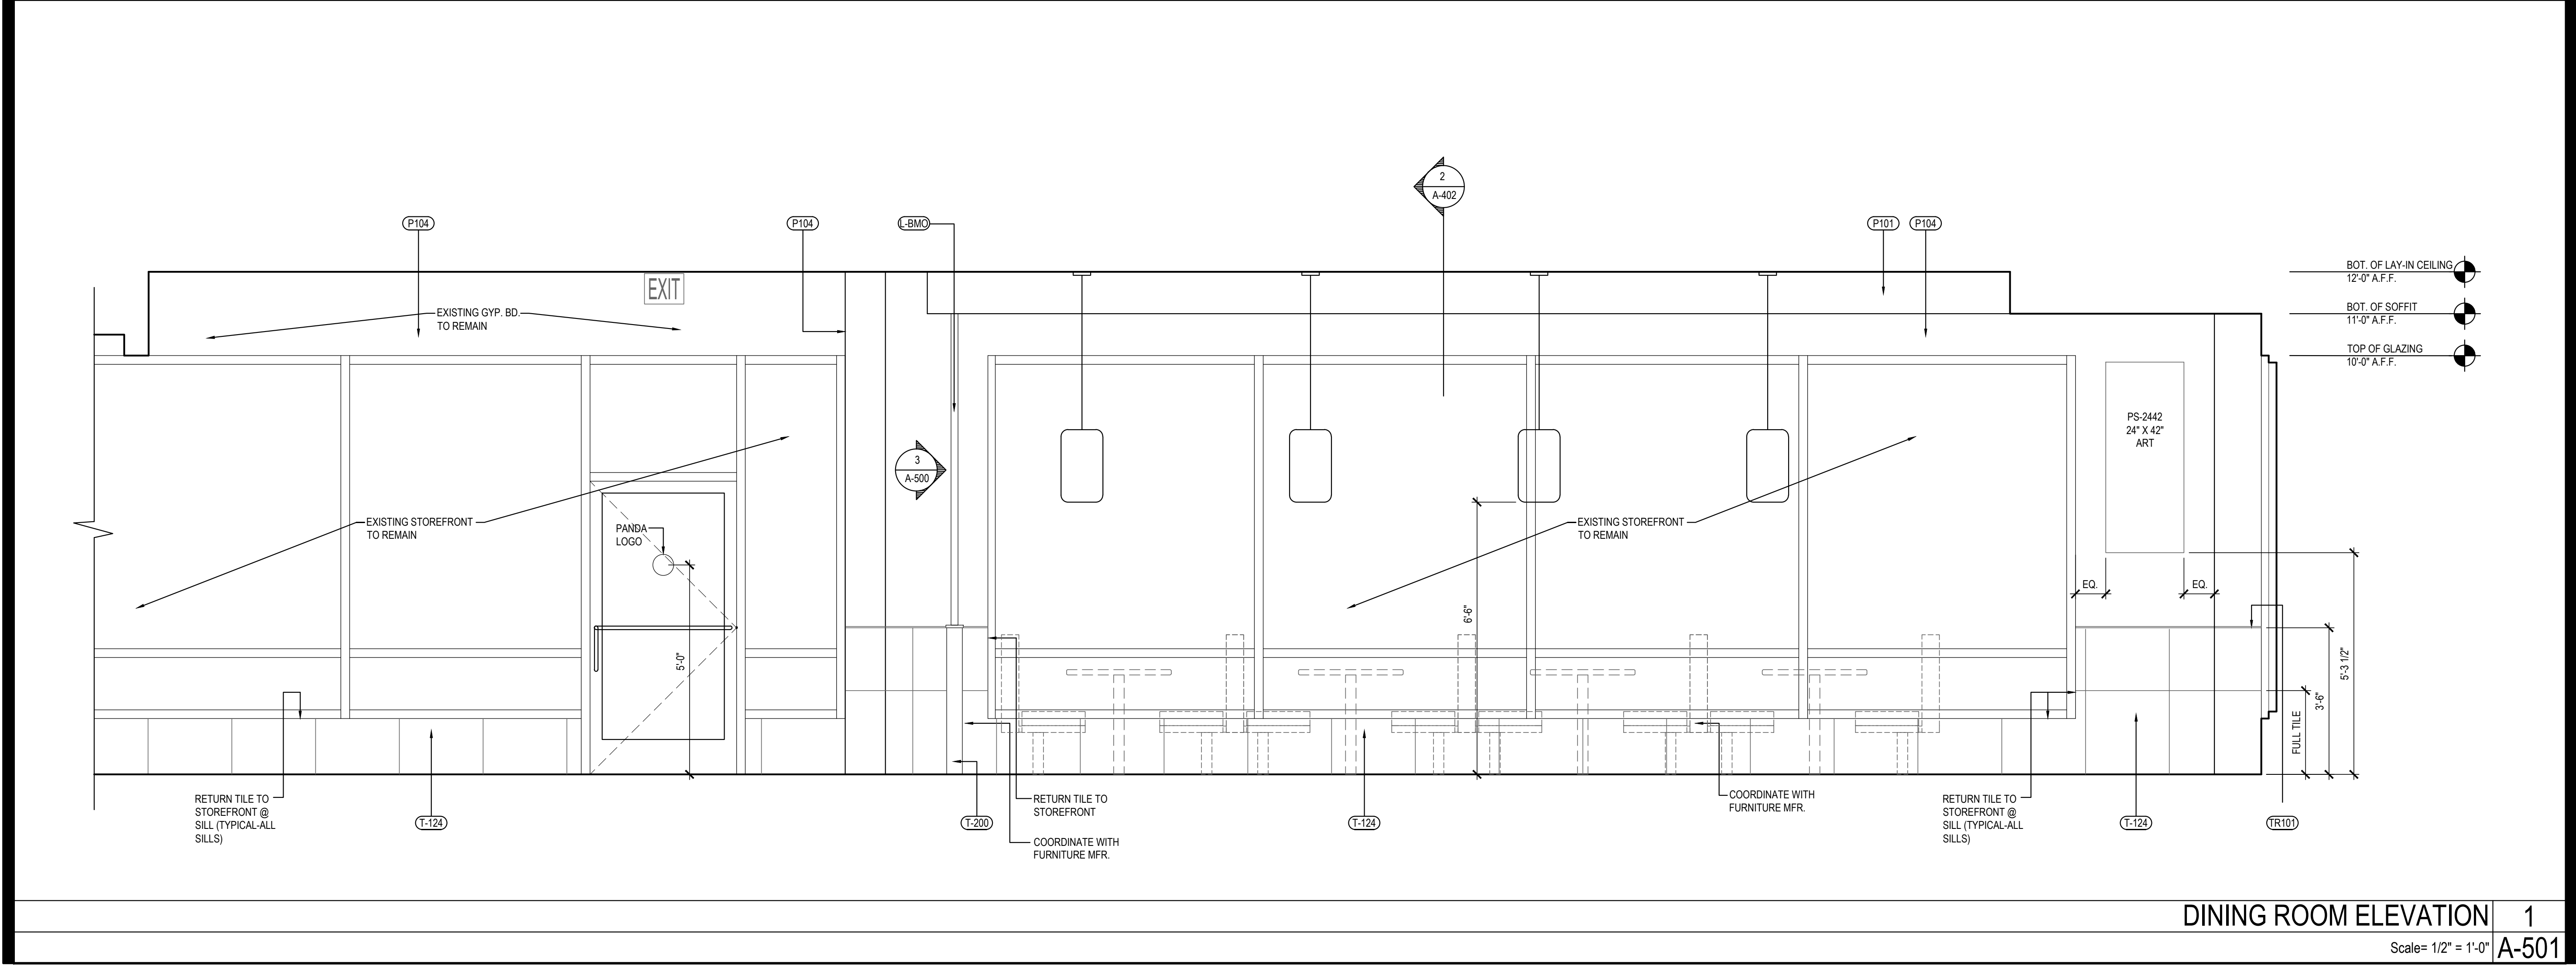 2
A-402
P104
P104
L-BMO
P101
P104
BOT. OF LAY-IN CEILING
12'-0" A.F.F.
EXIT
EXISTING GYP. BD.
TO REMAIN
BOT. OF SOFFIT
11'-0" A.F.F.
TOP OF GLAZING
10'-0" A.F.F.
PS-2442
24" X 42"
ART
3
A-500
EXISTING STOREFRONT
TO REMAIN
PANDA
LOGO
EXISTING STOREFRONT
TO REMAIN
EQ.
EQ.
6'-6"
5'-0"
5'-3 1/2"
3'-6"
FULL TILE
RETURN TILE TO
STOREFRONT @
SILL (TYPICAL-ALL
SILLS)
T-124
T-200
RETURN TILE TO
STOREFRONT
COORDINATE WITH
FURNITURE MFR.
T-124
COORDINATE WITH
FURNITURE MFR.
RETURN TILE TO
STOREFRONT @
SILL (TYPICAL-ALL
SILLS)
T-124
TR101
DINING ROOM ELEVATION
1
Scale= 1/2" = 1'-0"
A-501